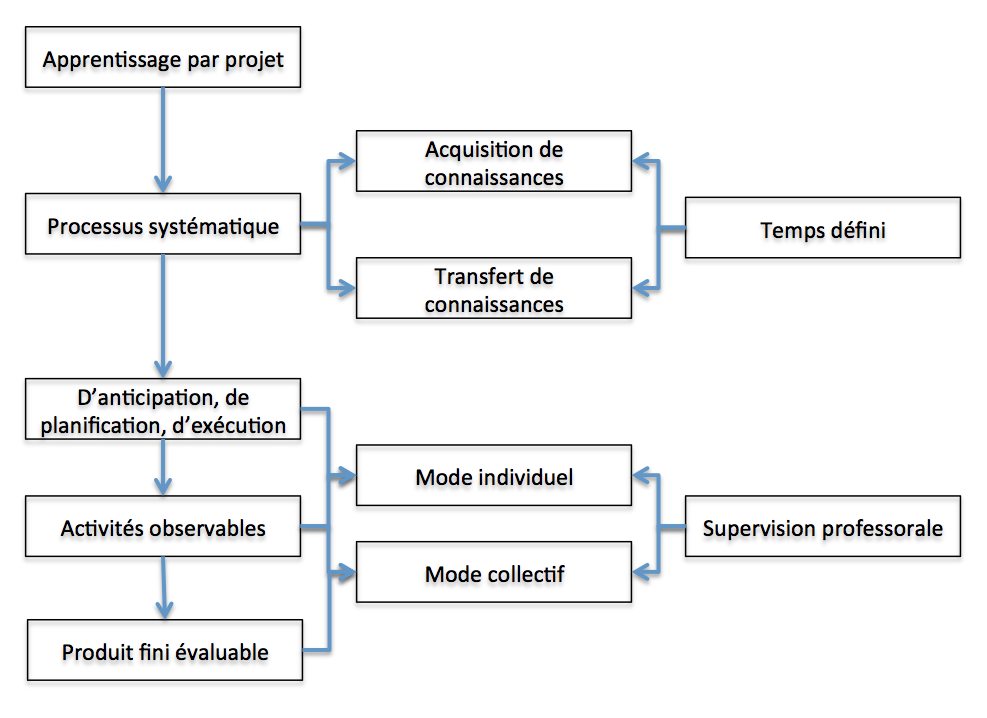 Apprentissage par projet
Acquisition de
connaissances
Processus systématique
Temps défini
Transfert de
connaissances
D’anticipation, de
planification, d’exécution
Mode individuel
Activités observables
Supervision professorale
Mode collectif
Produit fini évaluable